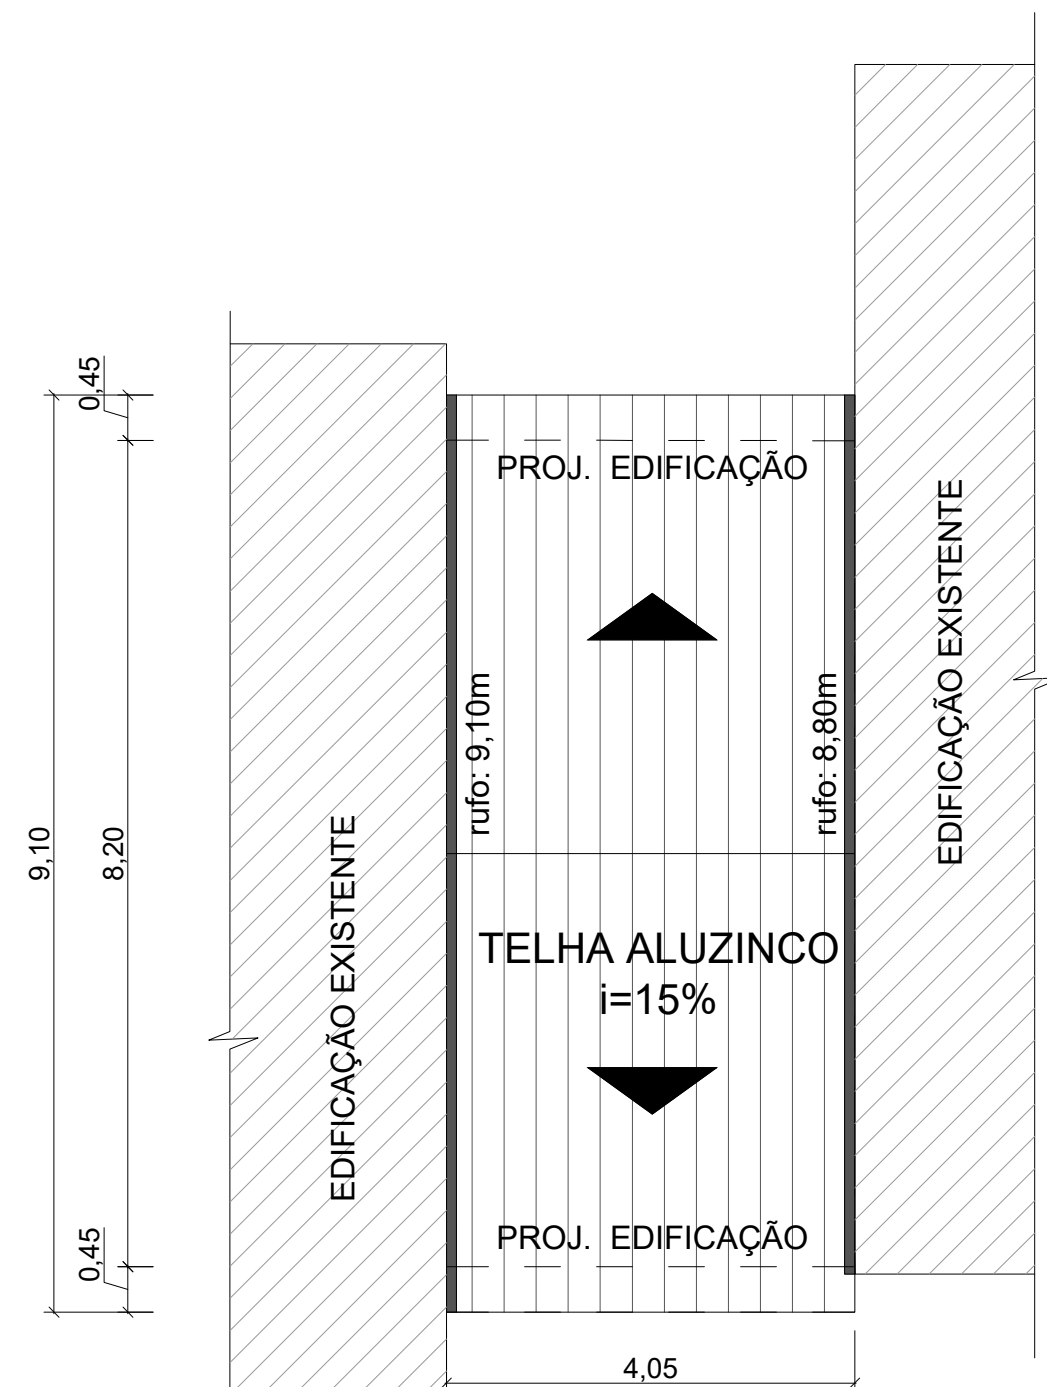 0,45
9,10
8,20
0,45
EDIFICAÇÃO EXISTENTE
PROJ. EDIFICAÇÃO
rufo: 9,10m
rufo: 8,80m
EDIFICAÇÃO EXISTENTE
TELHA ALUZINCO
i=15%
PROJ. EDIFICAÇÃO
4,05